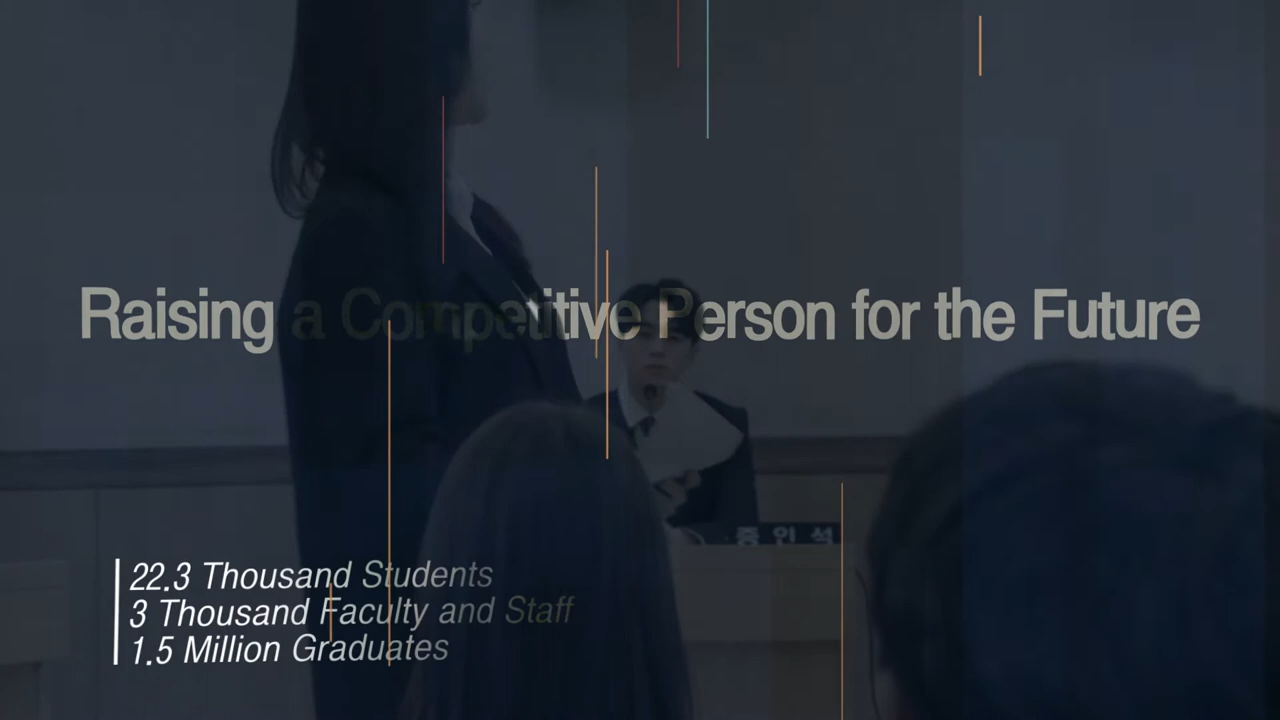 Raising a Competitive Person for the Future
증인석
22.3 Thousand Students
3 Thousand Faculty and Staff
1.5 Million Graduates